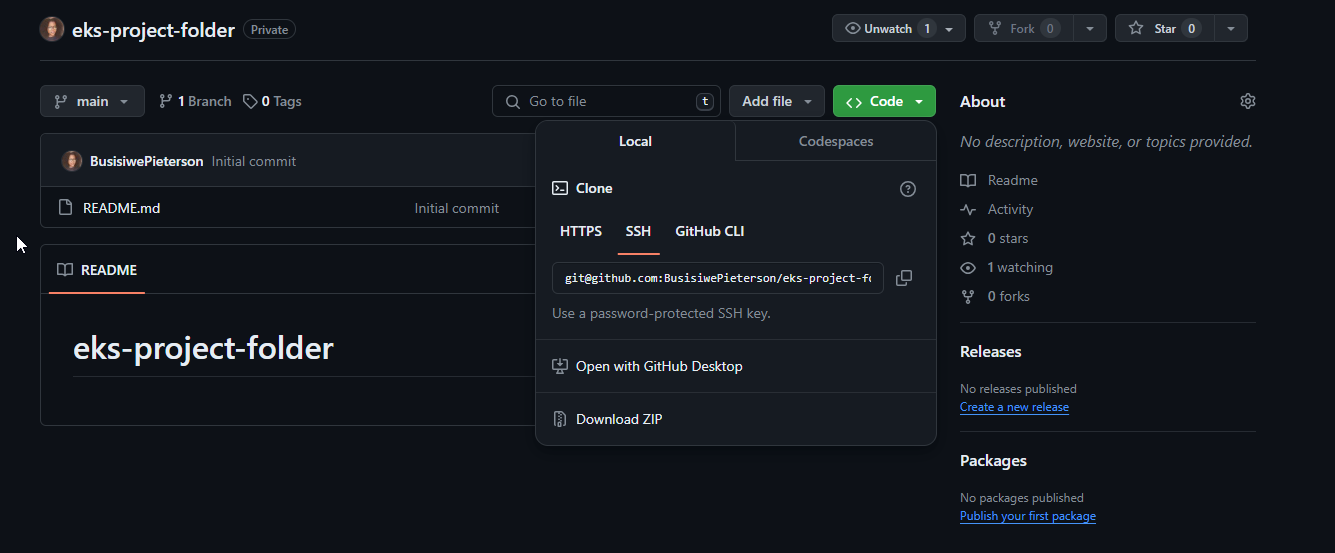 eks-project-folder Private
Unwatch 1 Fork 0 Star 0
main 1 Branch 0 Tags
Go to file t Add file Code
BusisiwePieterson Initial commit
README.md Initial commit
README
eks-project-folder
Local Codespaces
Clone
HTTPS SSH GitHub CLI
git@github.com:BusisiwePieterson/eks-project-fo
Use a password-protected SSH key.
Open with GitHub Desktop
Download ZIP
About
No description, website, or topics provided.
Readme
Activity
0 stars
1 watching
0 forks
Releases
No releases published
Create a new release
Packages
No packages published
Publish your first package